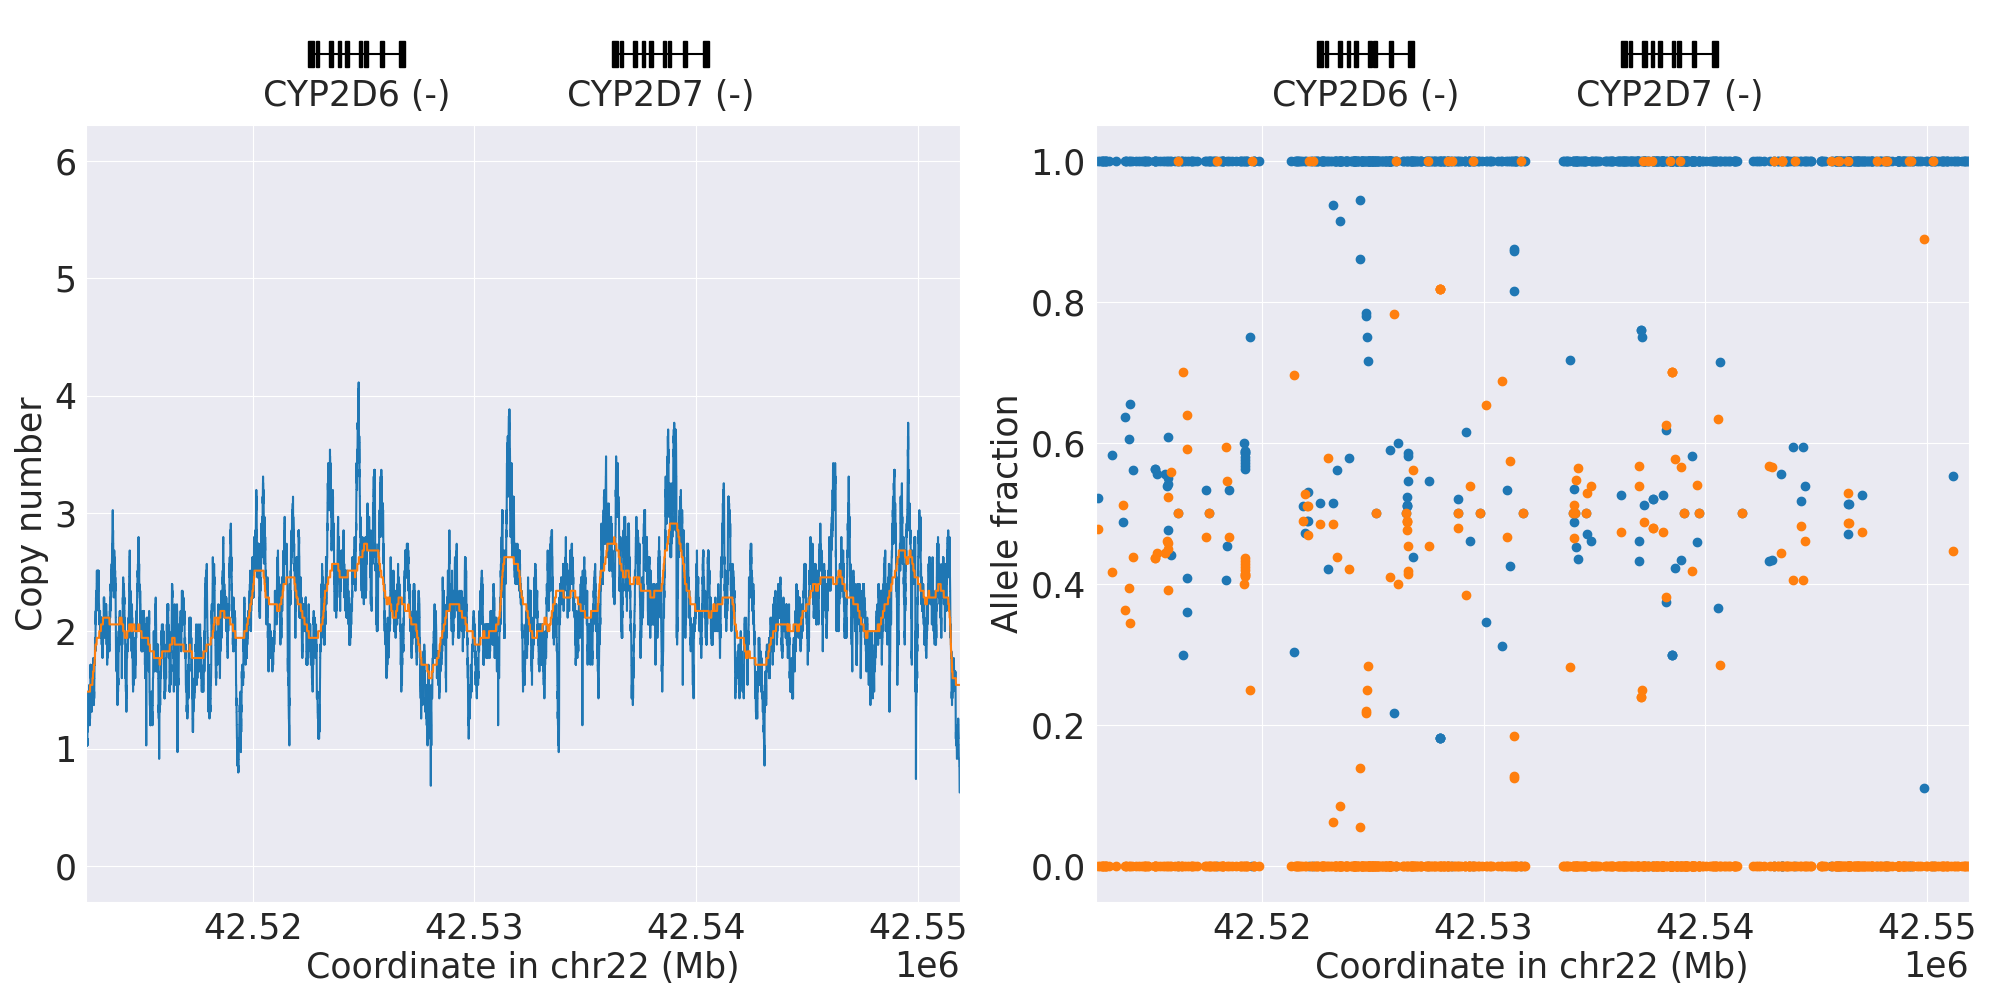 CYP2D6 (-)
CYP2D7 (-)
6
5
4
3
2
1
0
Copy number
42.52
42.53
42.54
42.55
Coordinate in chr22 (Mb)
1e6
CYP2D6 (-)
CYP2D7 (-)
1.0
0.8
0.6
0.4
0.2
0.0
Allele fraction
42.52
42.53
42.54
42.55
Coordinate in chr22 (Mb)
1e6